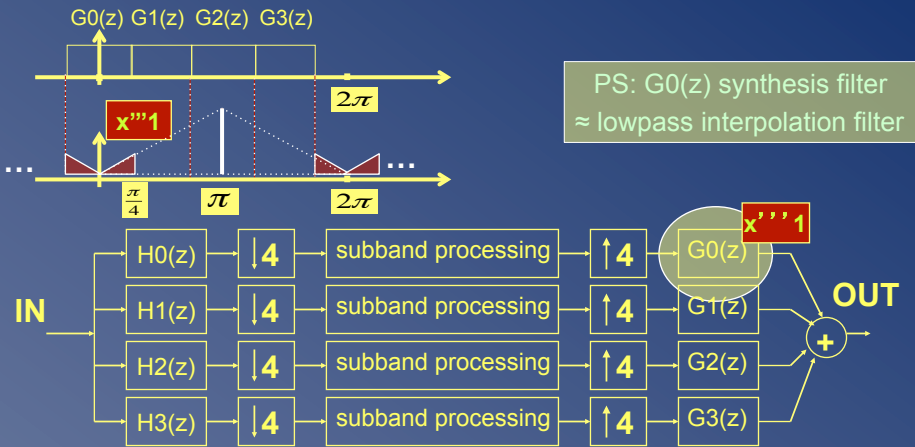 G0(z) G1(z) G2(z) G3(z)
2π
PS: G0(z) synthesis filter
≈ lowpass interpolation filter
x'''1
... ...
π/4 π 2π
x'''1
H0(z) ↓4 subband processing ↑4 G0(z)
IN OUT
H1(z) ↓4 subband processing ↑4 G1(z)
+
H2(z) ↓4 subband processing ↑4 G2(z)
H3(z) ↓4 subband processing ↑4 G3(z)